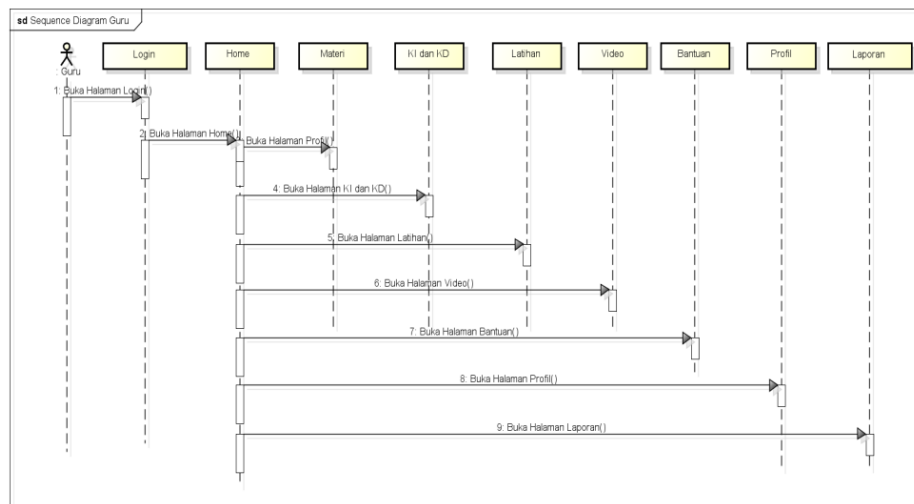 sd Sequence Diagram Guru
Login
Home
Materi
KI dan KD
Latihan
Video
Bantuan
Profil
Laporan
: Guru
1: Buka Halaman Login()
2: Buka Halaman Home()
Buka Halaman Profil()
4: Buka Halaman KI dan KD()
5: Buka Halaman Latihan()
6: Buka Halaman Video()
7: Buka Halaman Bantuan()
8: Buka Halaman Profil()
9: Buka Halaman Laporan()